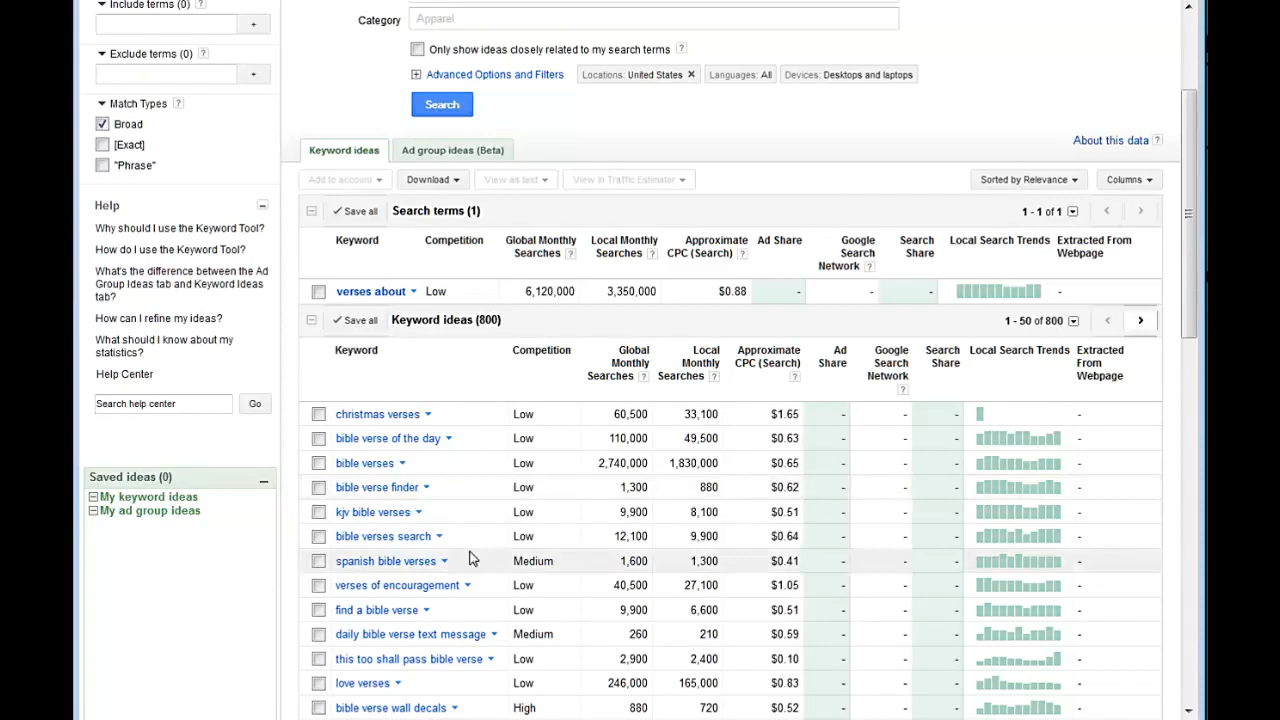 Include terms (0) ?
+
Exclude terms (0) ?
+
Match Types ?
Broad
[Exact]
"Phrase"
Help
Why should I use the Keyword Tool?
How do I use the Keyword Tool?
What's the difference between the Ad
Group Ideas tab and Keyword Ideas
tab?
How can I refine my ideas?
What should I know about my
statistics?
Help Center
Search help center Go
Saved ideas (0)
My keyword ideas
My ad group ideas
Category Apparel
Only show ideas closely related to my search terms ?
Advanced Options and Filters Locations: United States × Languages: All Devices: Desktops and laptops
Search
About this data ?
Keyword ideas Ad group ideas (Beta)
Add to account Download View as text View in Traffic Estimator Sorted by Relevance Columns
Save all Search terms (1) 1 - 1 of 1
Keyword Competition Global Monthly Searches ? Local Monthly Searches ? Approximate CPC (Search) ? Ad Share Google Search Network ? Search Share Local Search Trends Extracted From Webpage
verses about Low 6,120,000 3,350,000 $0.88 - - - -
Save all Keyword ideas (800) 1 - 50 of 800
Keyword Competition Global Monthly Searches ? Local Monthly Searches ? Approximate CPC (Search) ? Ad Share Google Search Network ? Search Share Local Search Trends Extracted From Webpage
christmas verses Low 60,500 33,100 $1.65 - - - -
bible verse of the day Low 110,000 49,500 $0.63 - - - -
bible verses Low 2,740,000 1,830,000 $0.65 - - - -
bible verse finder Low 1,300 880 $0.62 - - - -
kjv bible verses Low 9,900 8,100 $0.51 - - - -
bible verses search Low 12,100 9,900 $0.64 - - - -
spanish bible verses Medium 1,600 1,300 $0.41 - - - -
verses of encouragement Low 40,500 27,100 $1.05 - - - -
find a bible verse Low 9,900 6,600 $0.51 - - - -
daily bible verse text message Medium 260 210 $0.59 - - - -
this too shall pass bible verse Low 2,900 2,400 $0.10 - - - -
love verses Low 246,000 165,000 $0.83 - - - -
bible verse wall decals High 880 720 $0.52 - - - -